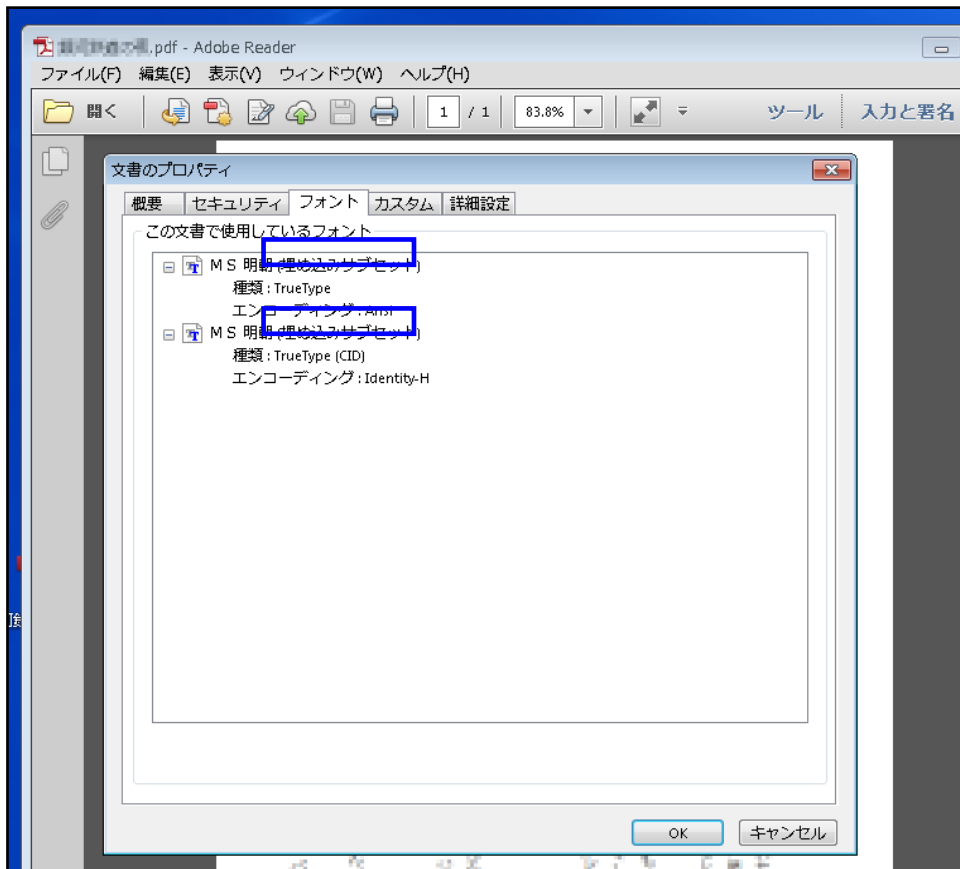 .pdf - Adobe Reader
ファイル(F) 編集(E) 表示(V) ウィンドウ(W) ヘルプ(H)
開く 1 / 1 83.8% ツール 入力と署名
文書のプロパティ
概要 セキュリティ フォント カスタム 詳細設定
この文書で使用しているフォント
ＭＳ 明朝 (埋め込みサブセット)
種類 : TrueType
エンコーディング : Ansi
ＭＳ 明朝 (埋め込みサブセット)
種類 : TrueType (CID)
エンコーディング : Identity-H
OK キャンセル